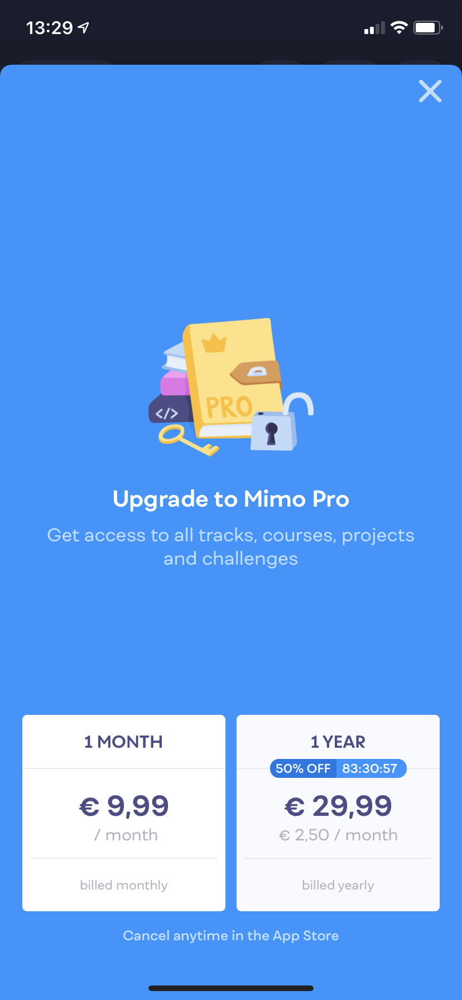 13:29
PRO
</>
Upgrade to Mimo Pro
Get access to all tracks, courses, projects
and challenges
1 MONTH
€ 9,99
/ month
billed monthly
1 YEAR
50% OFF 83:30:57
€ 29,99
€ 2,50 / month
billed yearly
Cancel anytime in the App Store